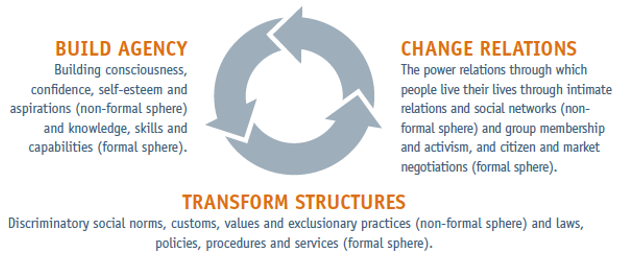 BUILD AGENCY
Building consciousness,
confidence, self-esteem and
aspirations (non-formal sphere)
and knowledge, skills and
capabilities (formal sphere).
CHANGE RELATIONS
The power relations through which
people live their lives through intimate
relations and social networks (non-
formal sphere) and group membership
and activism, and citizen and market
negotiations (formal sphere).
TRANSFORM STRUCTURES
Discriminatory social norms, customs, values and exclusionary practices (non-formal sphere) and laws,
policies, procedures and services (formal sphere).